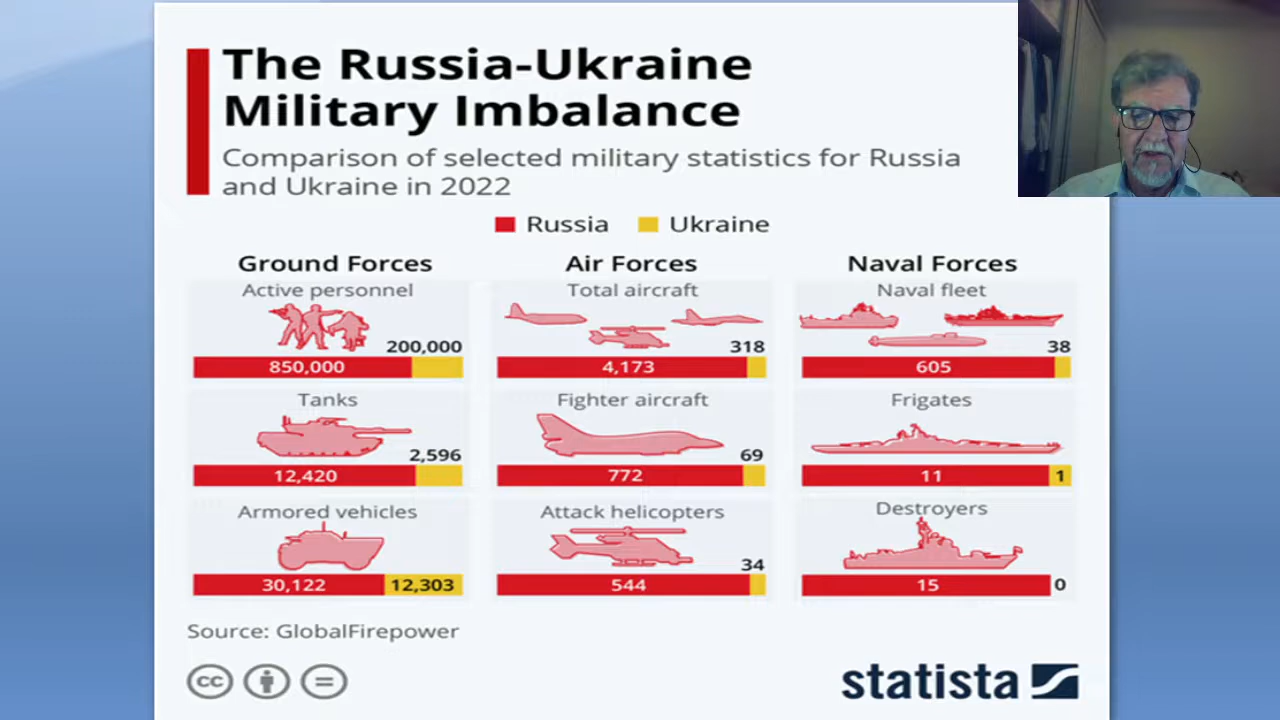 The Russia-Ukraine
Military Imbalance
Comparison of selected military statistics for Russia
and Ukraine in 2022
Russia Ukraine
Ground Forces
Active personnel
200,000
850,000
Tanks
2,596
12,420
Armored vehicles
30,122 12,303
Air Forces
Total aircraft
318
4,173
Fighter aircraft
69
772
Attack helicopters
34
544
Naval Forces
Naval fleet
38
605
Frigates
11 1
Destroyers
15 0
Source: GlobalFirepower
cc
=
statista